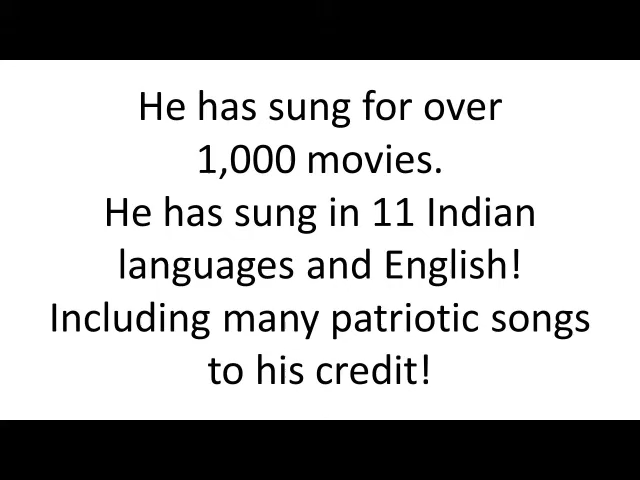 He has sung for over
1,000 movies.
He has sung in 11 Indian
languages and English!
Including many patriotic songs
to his credit!